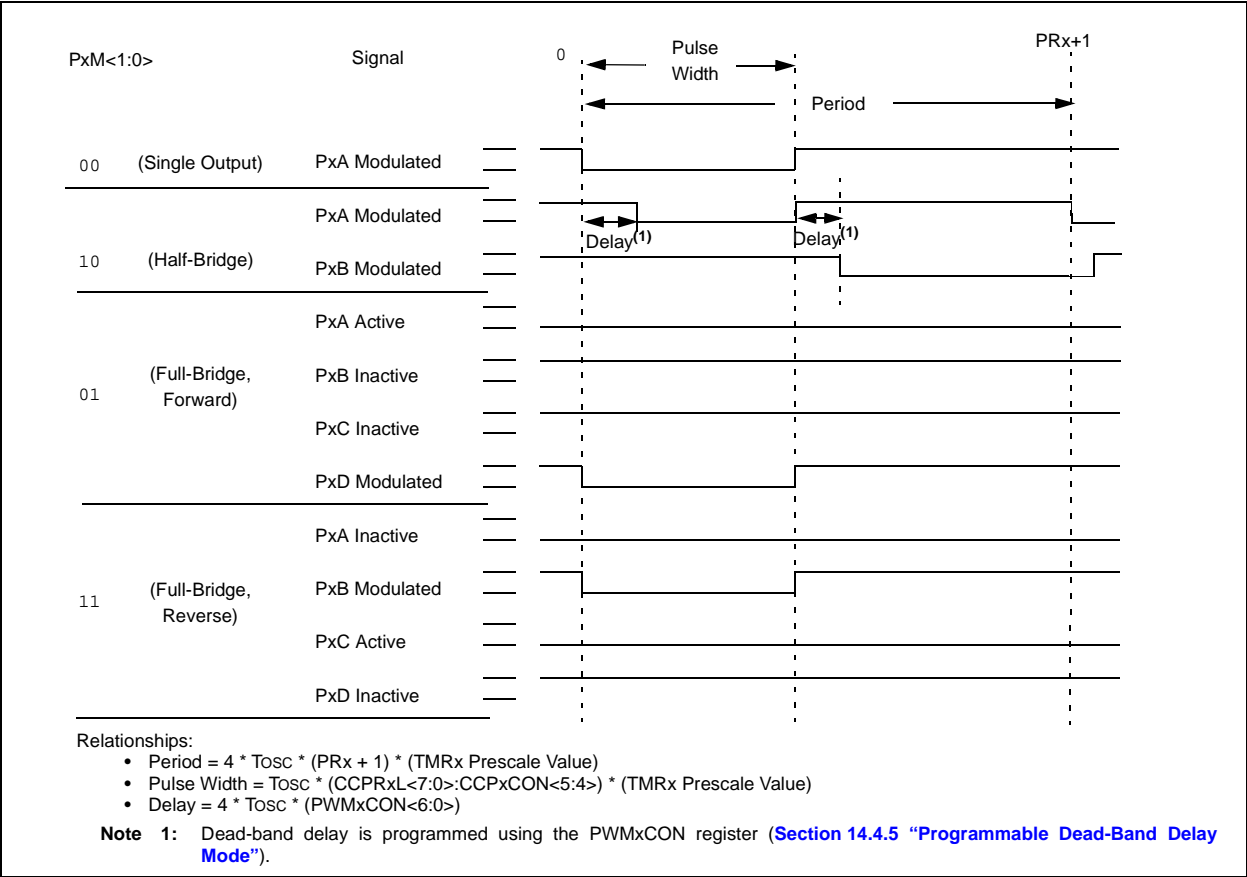 PxM<1:0> Signal 0 Pulse Width PRx+1
Period
00 (Single Output) PxA Modulated
PxA Modulated
Delay(1) Delay(1)
10 (Half-Bridge) PxB Modulated
PxA Active
01 (Full-Bridge, Forward) PxB Inactive
PxC Inactive
PxD Modulated
PxA Inactive
11 (Full-Bridge, Reverse) PxB Modulated
PxC Active
PxD Inactive
Relationships:
• Period = 4 * TOSC * (PRx + 1) * (TMRx Prescale Value)
• Pulse Width = TOSC * (CCPRxL<7:0>:CCPxCON<5:4>) * (TMRx Prescale Value)
• Delay = 4 * TOSC * (PWMxCON<6:0>)
Note 1: Dead-band delay is programmed using the PWMxCON register (Section 14.4.5 “Programmable Dead-Band Delay
Mode”).